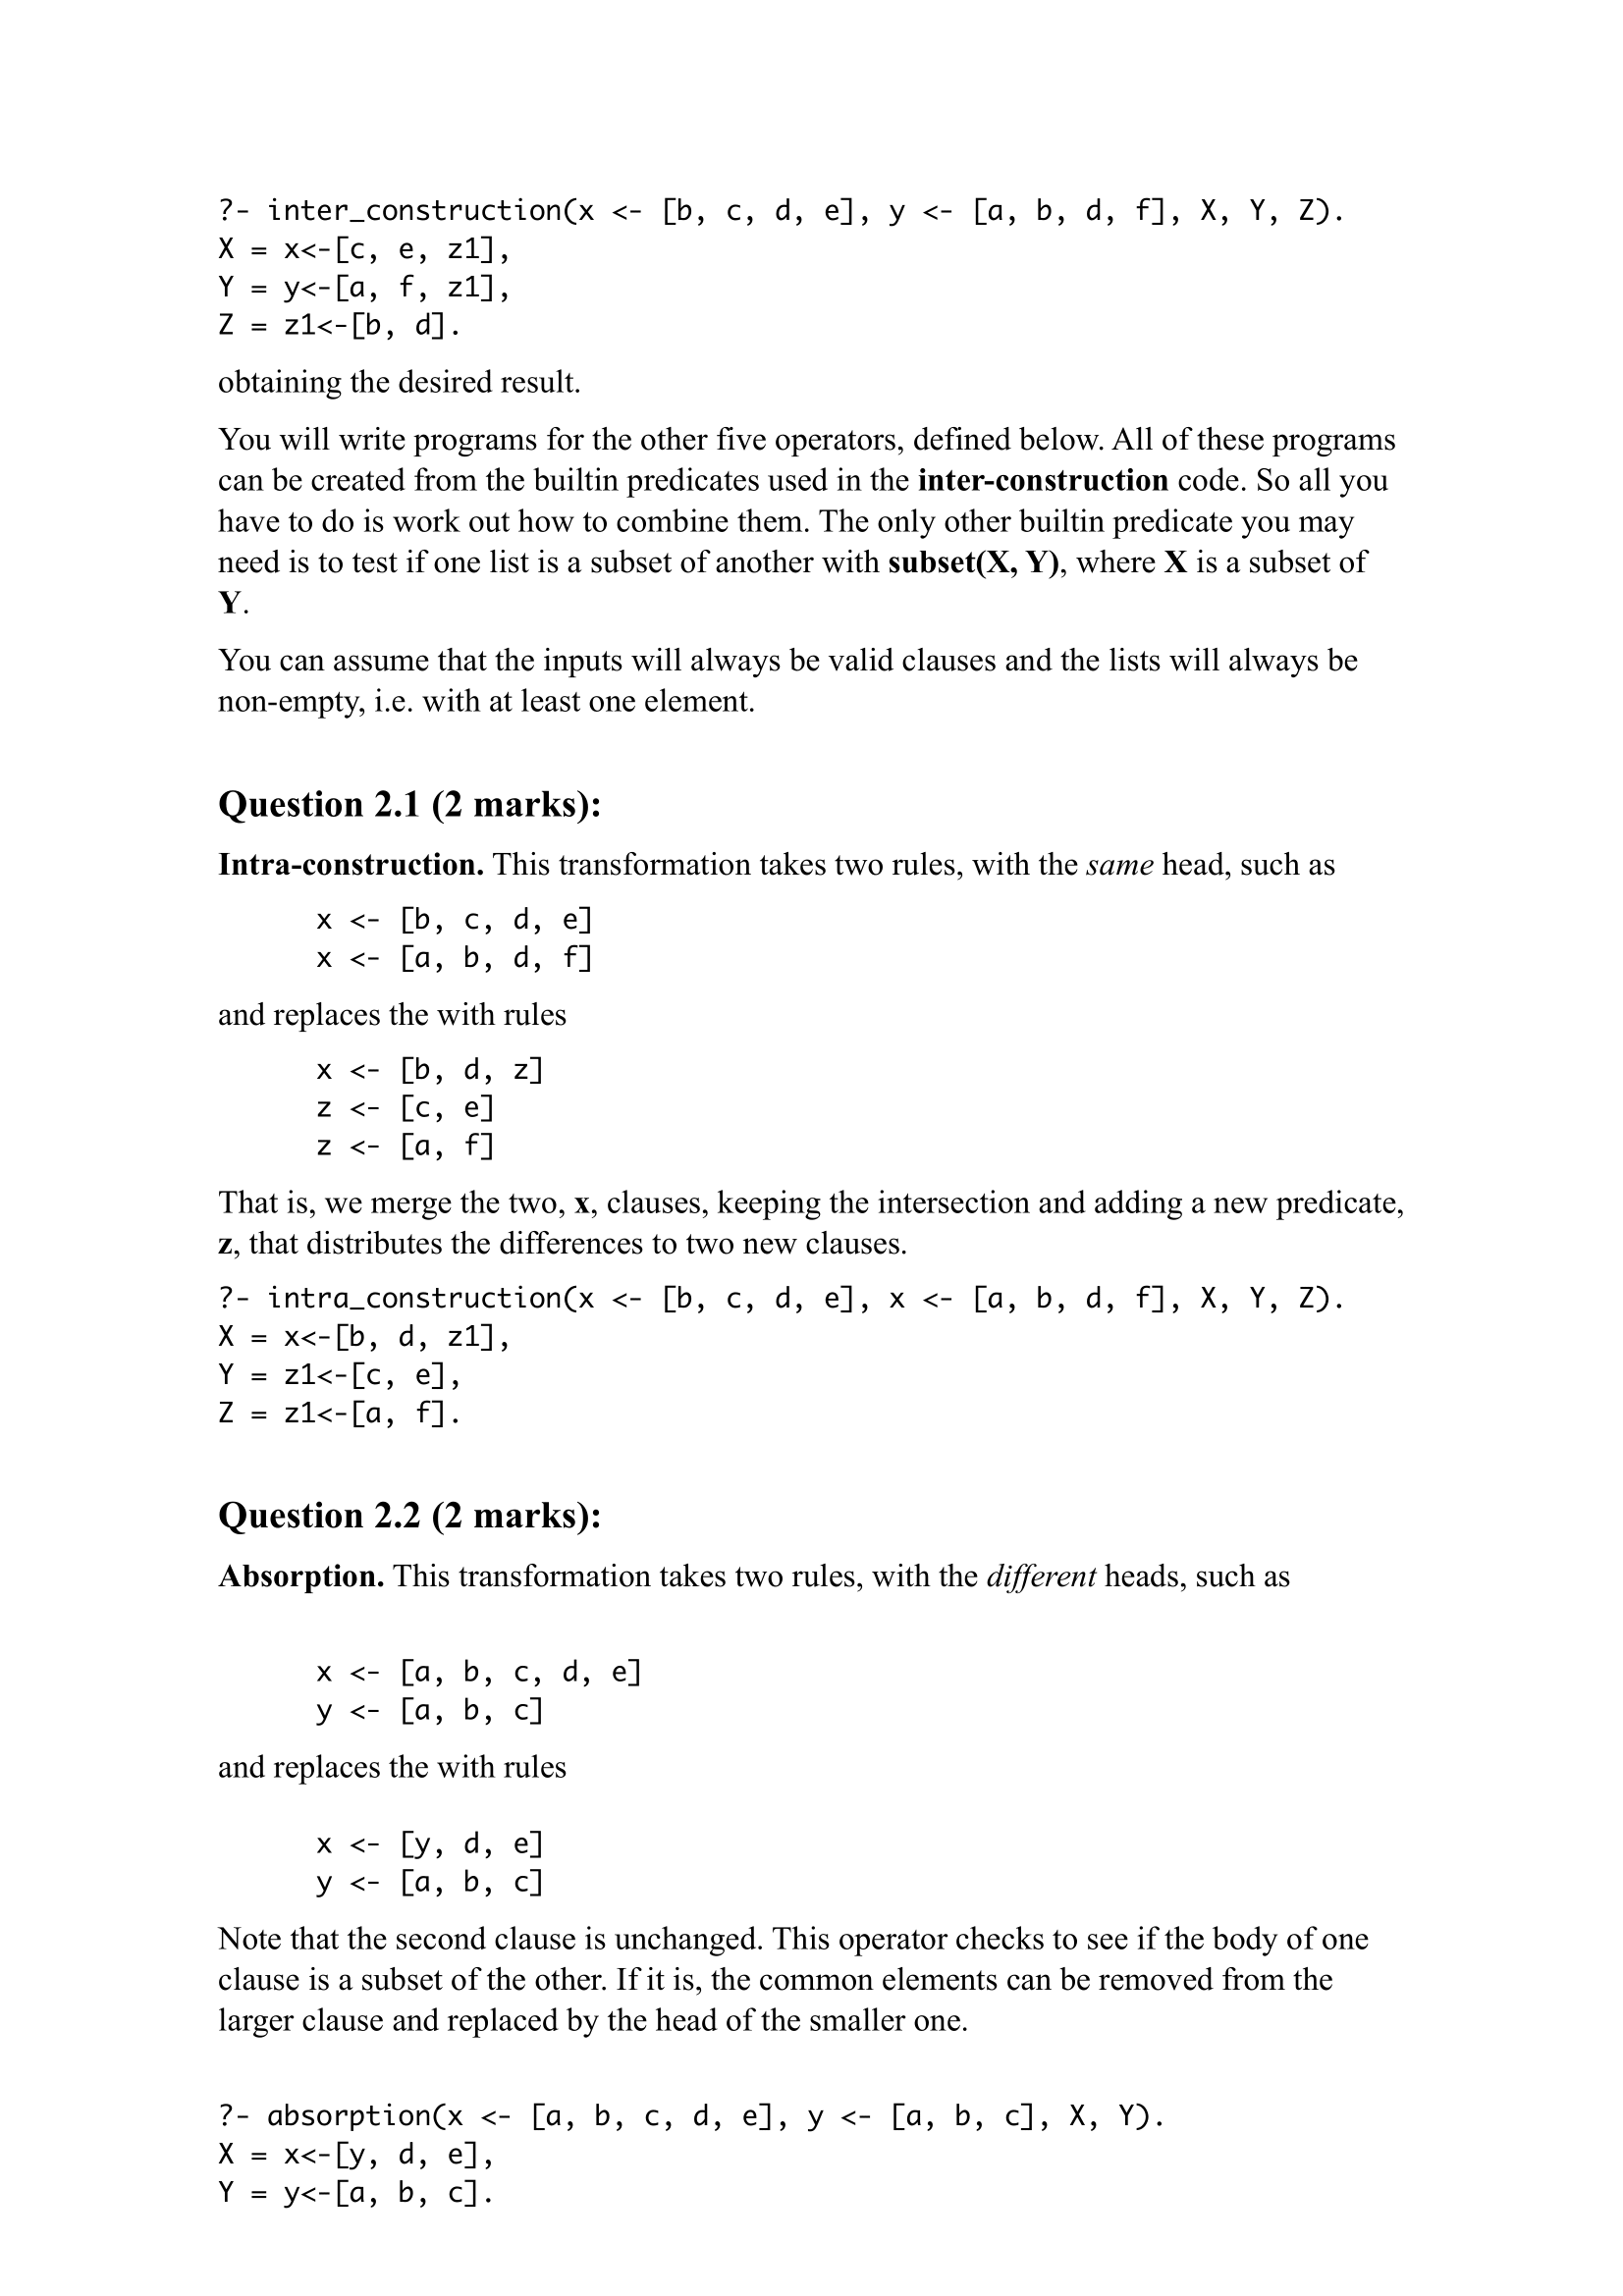 ?- inter_construction(x <- [b, c, d, e], y <- [a, b, d, f], X, Y, Z).
X = x<-[c, e, z1],
Y = y<-[a, f, z1],
Z = z1<-[b, d].
obtaining the desired result.
You will write programs for the other five operators, defined below. All of these programs
can be created from the builtin predicates used in the inter-construction code. So all you
have to do is work out how to combine them. The only other builtin predicate you may
need is to test if one list is a subset of another with subset(X, Y), where X is a subset of
Y.
You can assume that the inputs will always be valid clauses and the lists will always be
non-empty, i.e. with at least one element.
Question 2.1 (2 marks):
Intra-construction. This transformation takes two rules, with the same head, such as
x <- [b, c, d, e]
x <- [a, b, d, f]
and replaces the with rules
x <- [b, d, z]
z <- [c, e]
z <- [a, f]
That is, we merge the two, x, clauses, keeping the intersection and adding a new predicate,
z, that distributes the differences to two new clauses.
?- intra_construction(x <- [b, c, d, e], x <- [a, b, d, f], X, Y, Z).
X = x<-[b, d, z1],
Y = z1<-[c, e],
Z = z1<-[a, f].
Question 2.2 (2 marks):
Absorption. This transformation takes two rules, with the different heads, such as
x <- [a, b, c, d, e]
y <- [a, b, c]
and replaces the with rules
x <- [y, d, e]
y <- [a, b, c]
Note that the second clause is unchanged. This operator checks to see if the body of one
clause is a subset of the other. If it is, the common elements can be removed from the
larger clause and replaced by the head of the smaller one.
?- absorption(x <- [a, b, c, d, e], y <- [a, b, c], X, Y).
X = x<-[y, d, e],
Y = y<-[a, b, c].